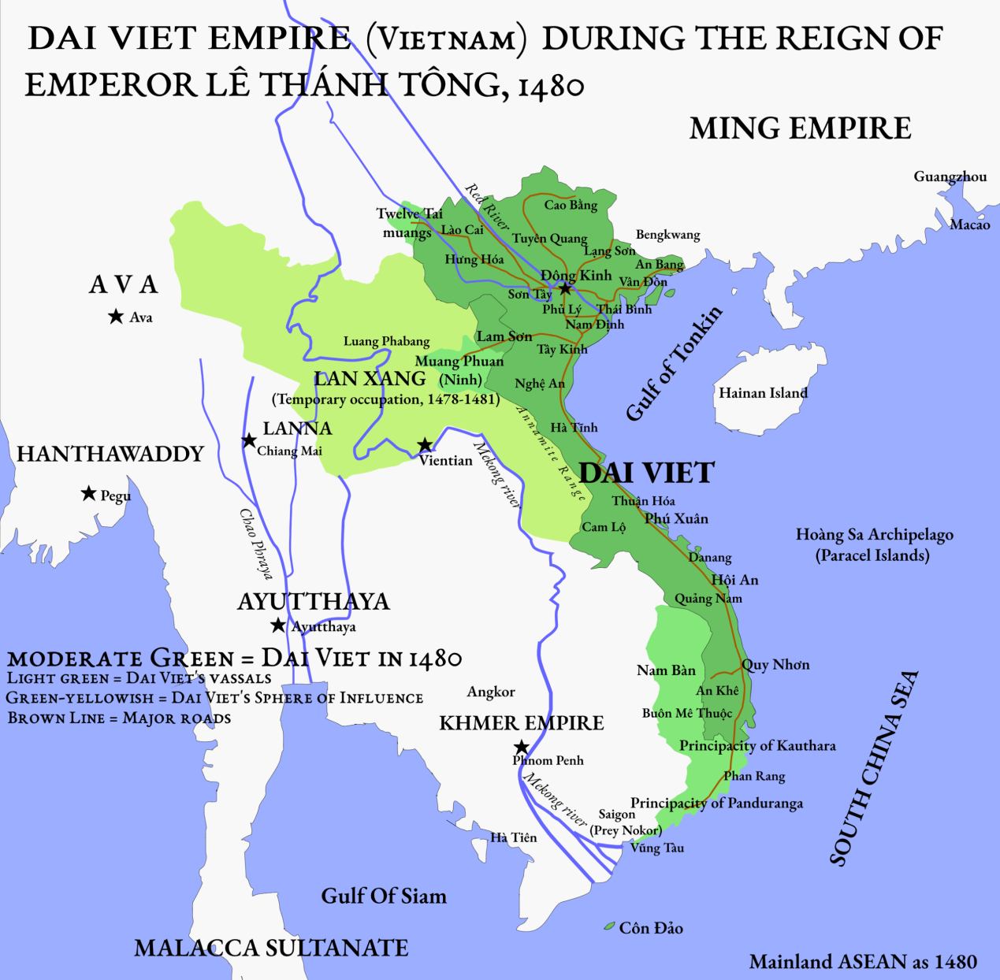 DAI VIET EMPIRE (VIETNAM) DURING THE REIGN OF
EMPEROR LÊ THÁNH TÔNG, 1480
MING EMPIRE
Guangzhou
Macao
Red River
Cao Bằng
Twelve Tai
muangs
Lào Cai
Tuyên Quang
Bengkwang
Lạng Sơn
Hưng Hóa
An Bang
Đông Kinh
Vân Đồn
AVA
Ava
Sơn Tây
Phủ Lý
Thái Bình
Nam Định
Lam Sơn
Luang Phabang
Tây Kinh
Gulf of Tonkin
Muang Phuan
(Ninh)
LAN XANG
(Temporary occupation, 1478-1481)
Nghệ An
Hainan Island
Annamite Range
Hà Tĩnh
LANNA
Chiang Mai
HANTHAWADDY
Vientian
Mekong river
DAI VIET
Pegu
Thuận Hóa
Phú Xuân
Cam Lộ
Chao Phraya
Hoàng Sa Archipelago
(Paracel Islands)
Danang
Hội An
Quảng Nam
AYUTTHAYA
Ayutthaya
MODERATE GREEN = DAI VIET IN 1480
LIGHT GREEN = DAI VIET'S VASSALS
GREEN-YELLOWISH = DAI VIET'S SPHERE OF INFLUENCE
BROWN LINE = MAJOR ROADS
Nam Bàn
Quy Nhơn
An Khê
Angkor
Buôn Mê Thuộc
KHMER EMPIRE
Principacity of Kauthara
Phnom Penh
SOUTH CHINA SEA
Phan Rang
Mekong river
Principacity of Panduranga
Saigon
(Prey Nokor)
Hà Tiên
Vũng Tàu
Gulf Of Siam
Côn Đảo
MALACCA SULTANATE
Mainland ASEAN as 1480